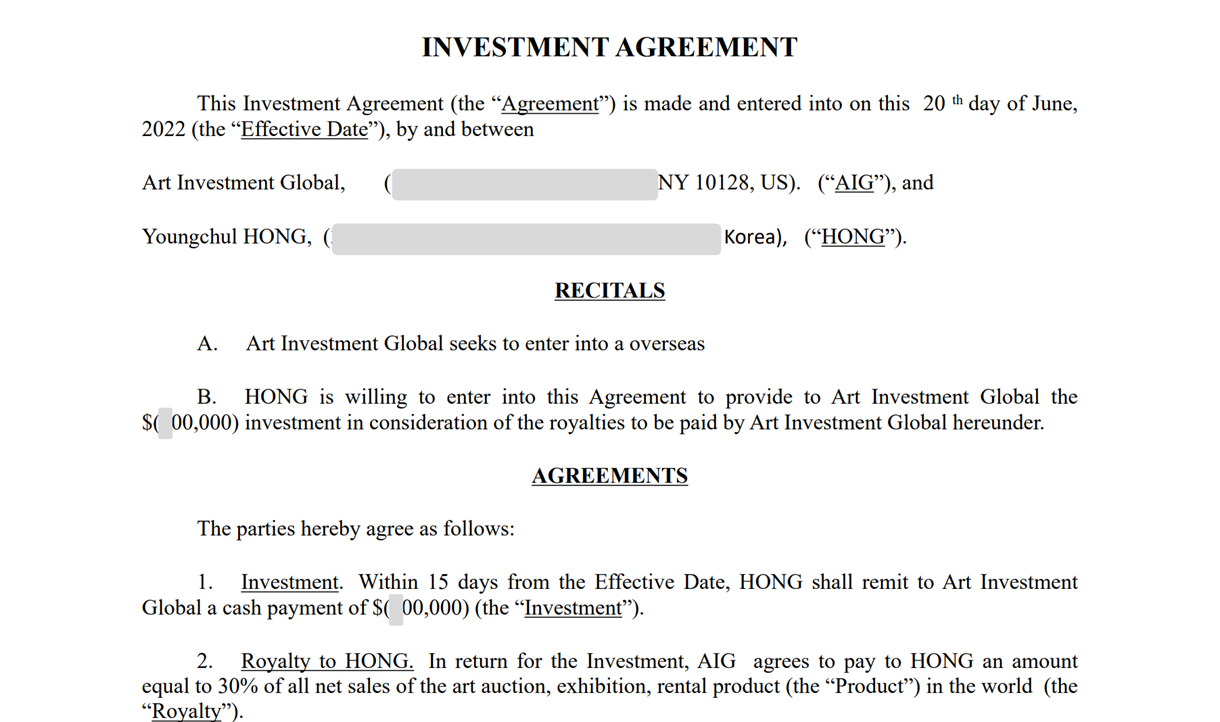 INVESTMENT AGREEMENT
This Investment Agreement (the “Agreement”) is made and entered into on this 20 th day of June,
2022 (the “Effective Date”), by and between
Art Investment Global, ( NY 10128, US). (“AIG”), and
Youngchul HONG, ( Korea), (“HONG”).
RECITALS
A. Art Investment Global seeks to enter into a overseas
B. HONG is willing to enter into this Agreement to provide to Art Investment Global the
$( 00,000) investment in consideration of the royalties to be paid by Art Investment Global hereunder.
AGREEMENTS
The parties hereby agree as follows:
1. Investment. Within 15 days from the Effective Date, HONG shall remit to Art Investment
Global a cash payment of $( 00,000) (the “Investment”).
2. Royalty to HONG. In return for the Investment, AIG agrees to pay to HONG an amount
equal to 30% of all net sales of the art auction, exhibition, rental product (the “Product”) in the world (the
“Royalty”).